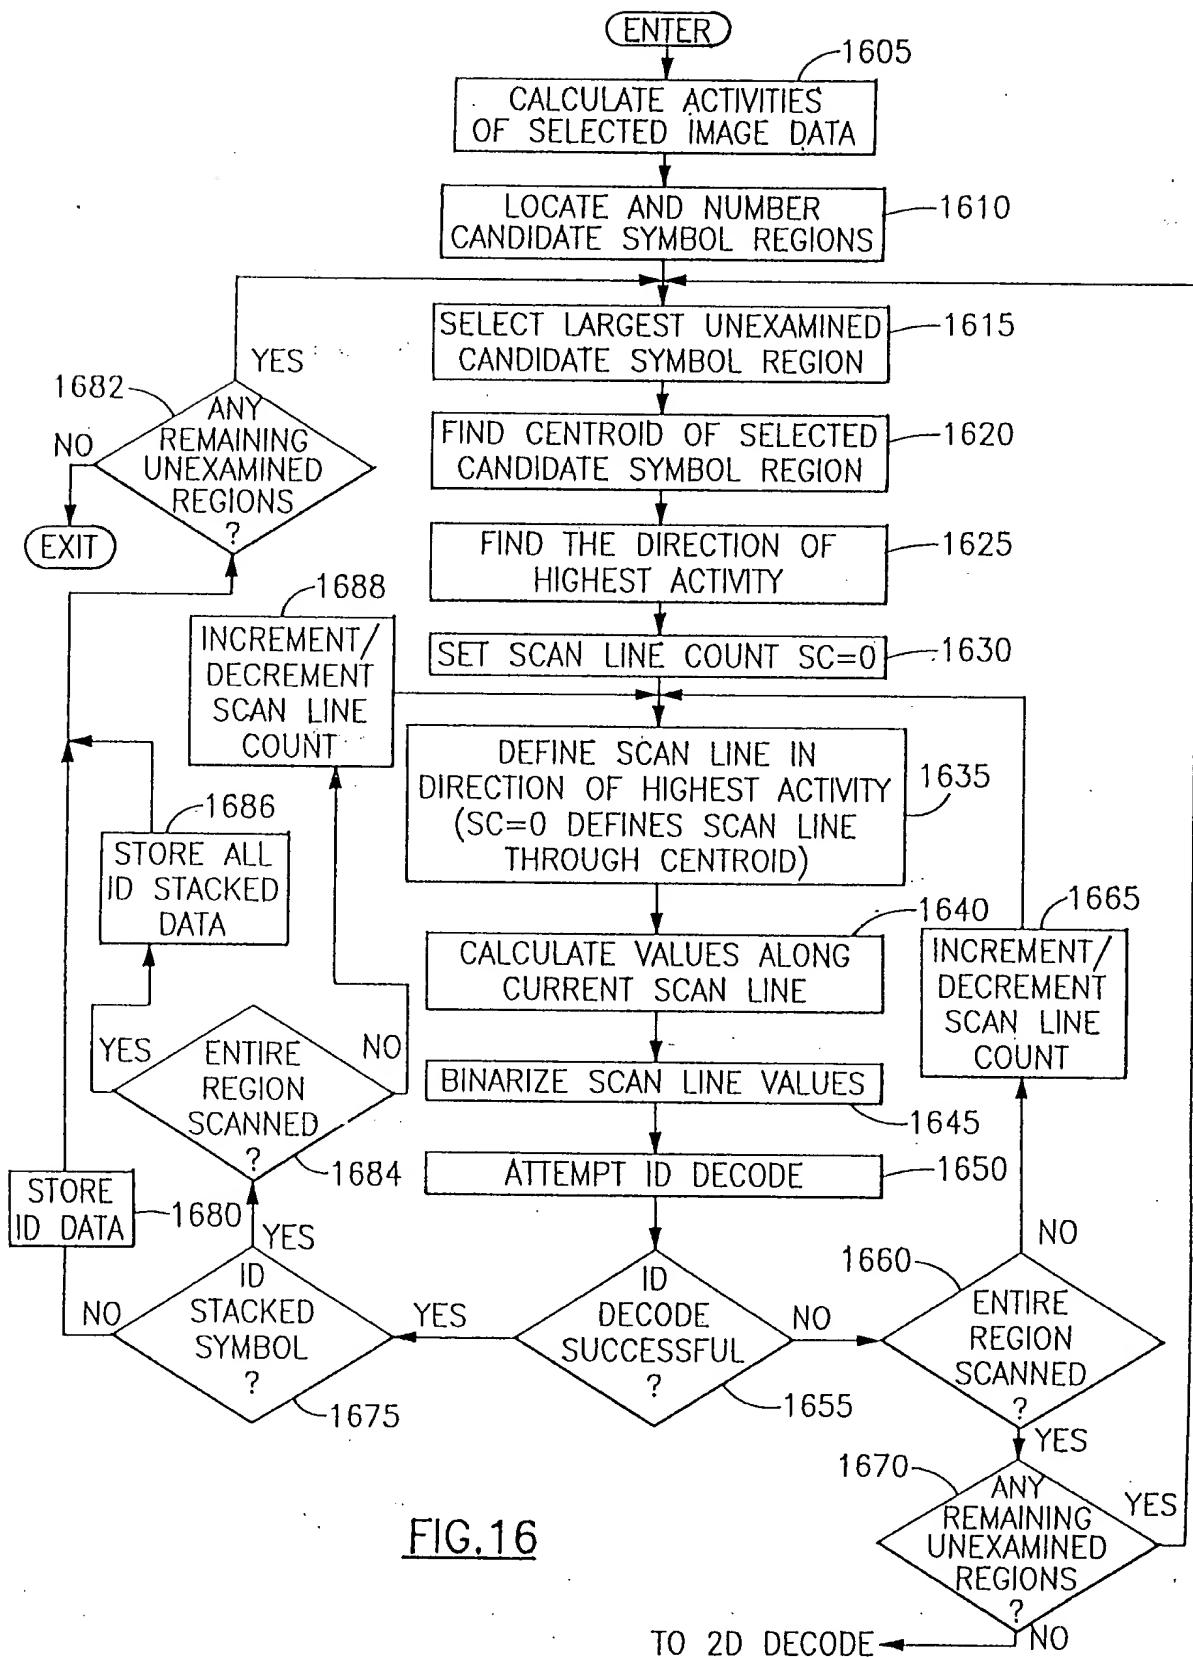 ENTER
1605
CALCULATE ACTIVITIES
OF SELECTED IMAGE DATA
LOCATE AND NUMBER
CANDIDATE SYMBOL REGIONS
1610
SELECT LARGEST UNEXAMINED
CANDIDATE SYMBOL REGION
1615
YES
1682
ANY
REMAINING
UNEXAMINED
REGIONS
?
NO
EXIT
FIND CENTROID OF SELECTED
CANDIDATE SYMBOL REGION
1620
FIND THE DIRECTION OF
HIGHEST ACTIVITY
1625
1688
INCREMENT/
DECREMENT
SCAN LINE
COUNT
SET SCAN LINE COUNT SC=0
1630
DEFINE SCAN LINE IN
DIRECTION OF HIGHEST ACTIVITY
(SC=0 DEFINES SCAN LINE
THROUGH CENTROID)
1635
1686
STORE ALL
ID STACKED
DATA
1640
CALCULATE VALUES ALONG
CURRENT SCAN LINE
1665
INCREMENT/
DECREMENT
SCAN LINE
COUNT
YES
ENTIRE
REGION
SCANNED
?
NO
1684
BINARIZE SCAN LINE VALUES
1645
ATTEMPT ID DECODE
1650
STORE
ID DATA
1680
YES
ID
STACKED
SYMBOL
?
NO
1675
YES
ID
DECODE
SUCCESSFUL
?
NO
1655
NO
1660
ENTIRE
REGION
SCANNED
?
YES
1670
ANY
REMAINING
UNEXAMINED
REGIONS
?
YES
NO
TO 2D DECODE
FIG.16